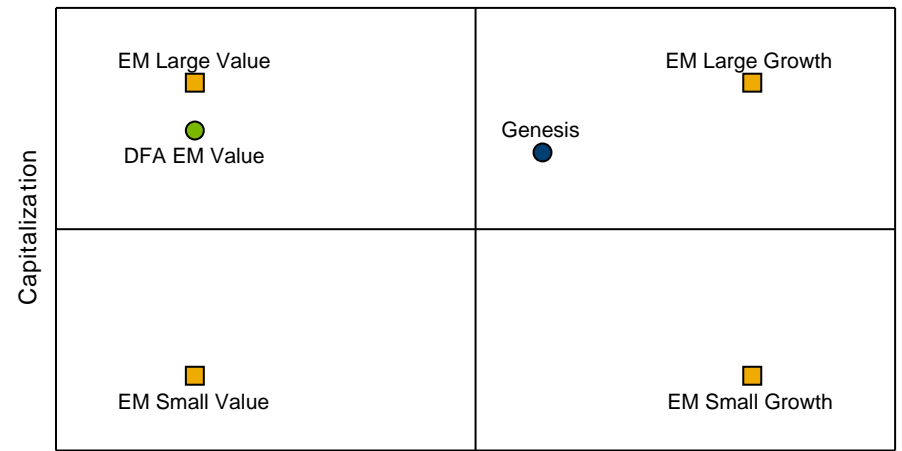 EM Large Value
EM Large Growth
Genesis
DFA EM Value
Capitalization
EM Small Value
EM Small Growth